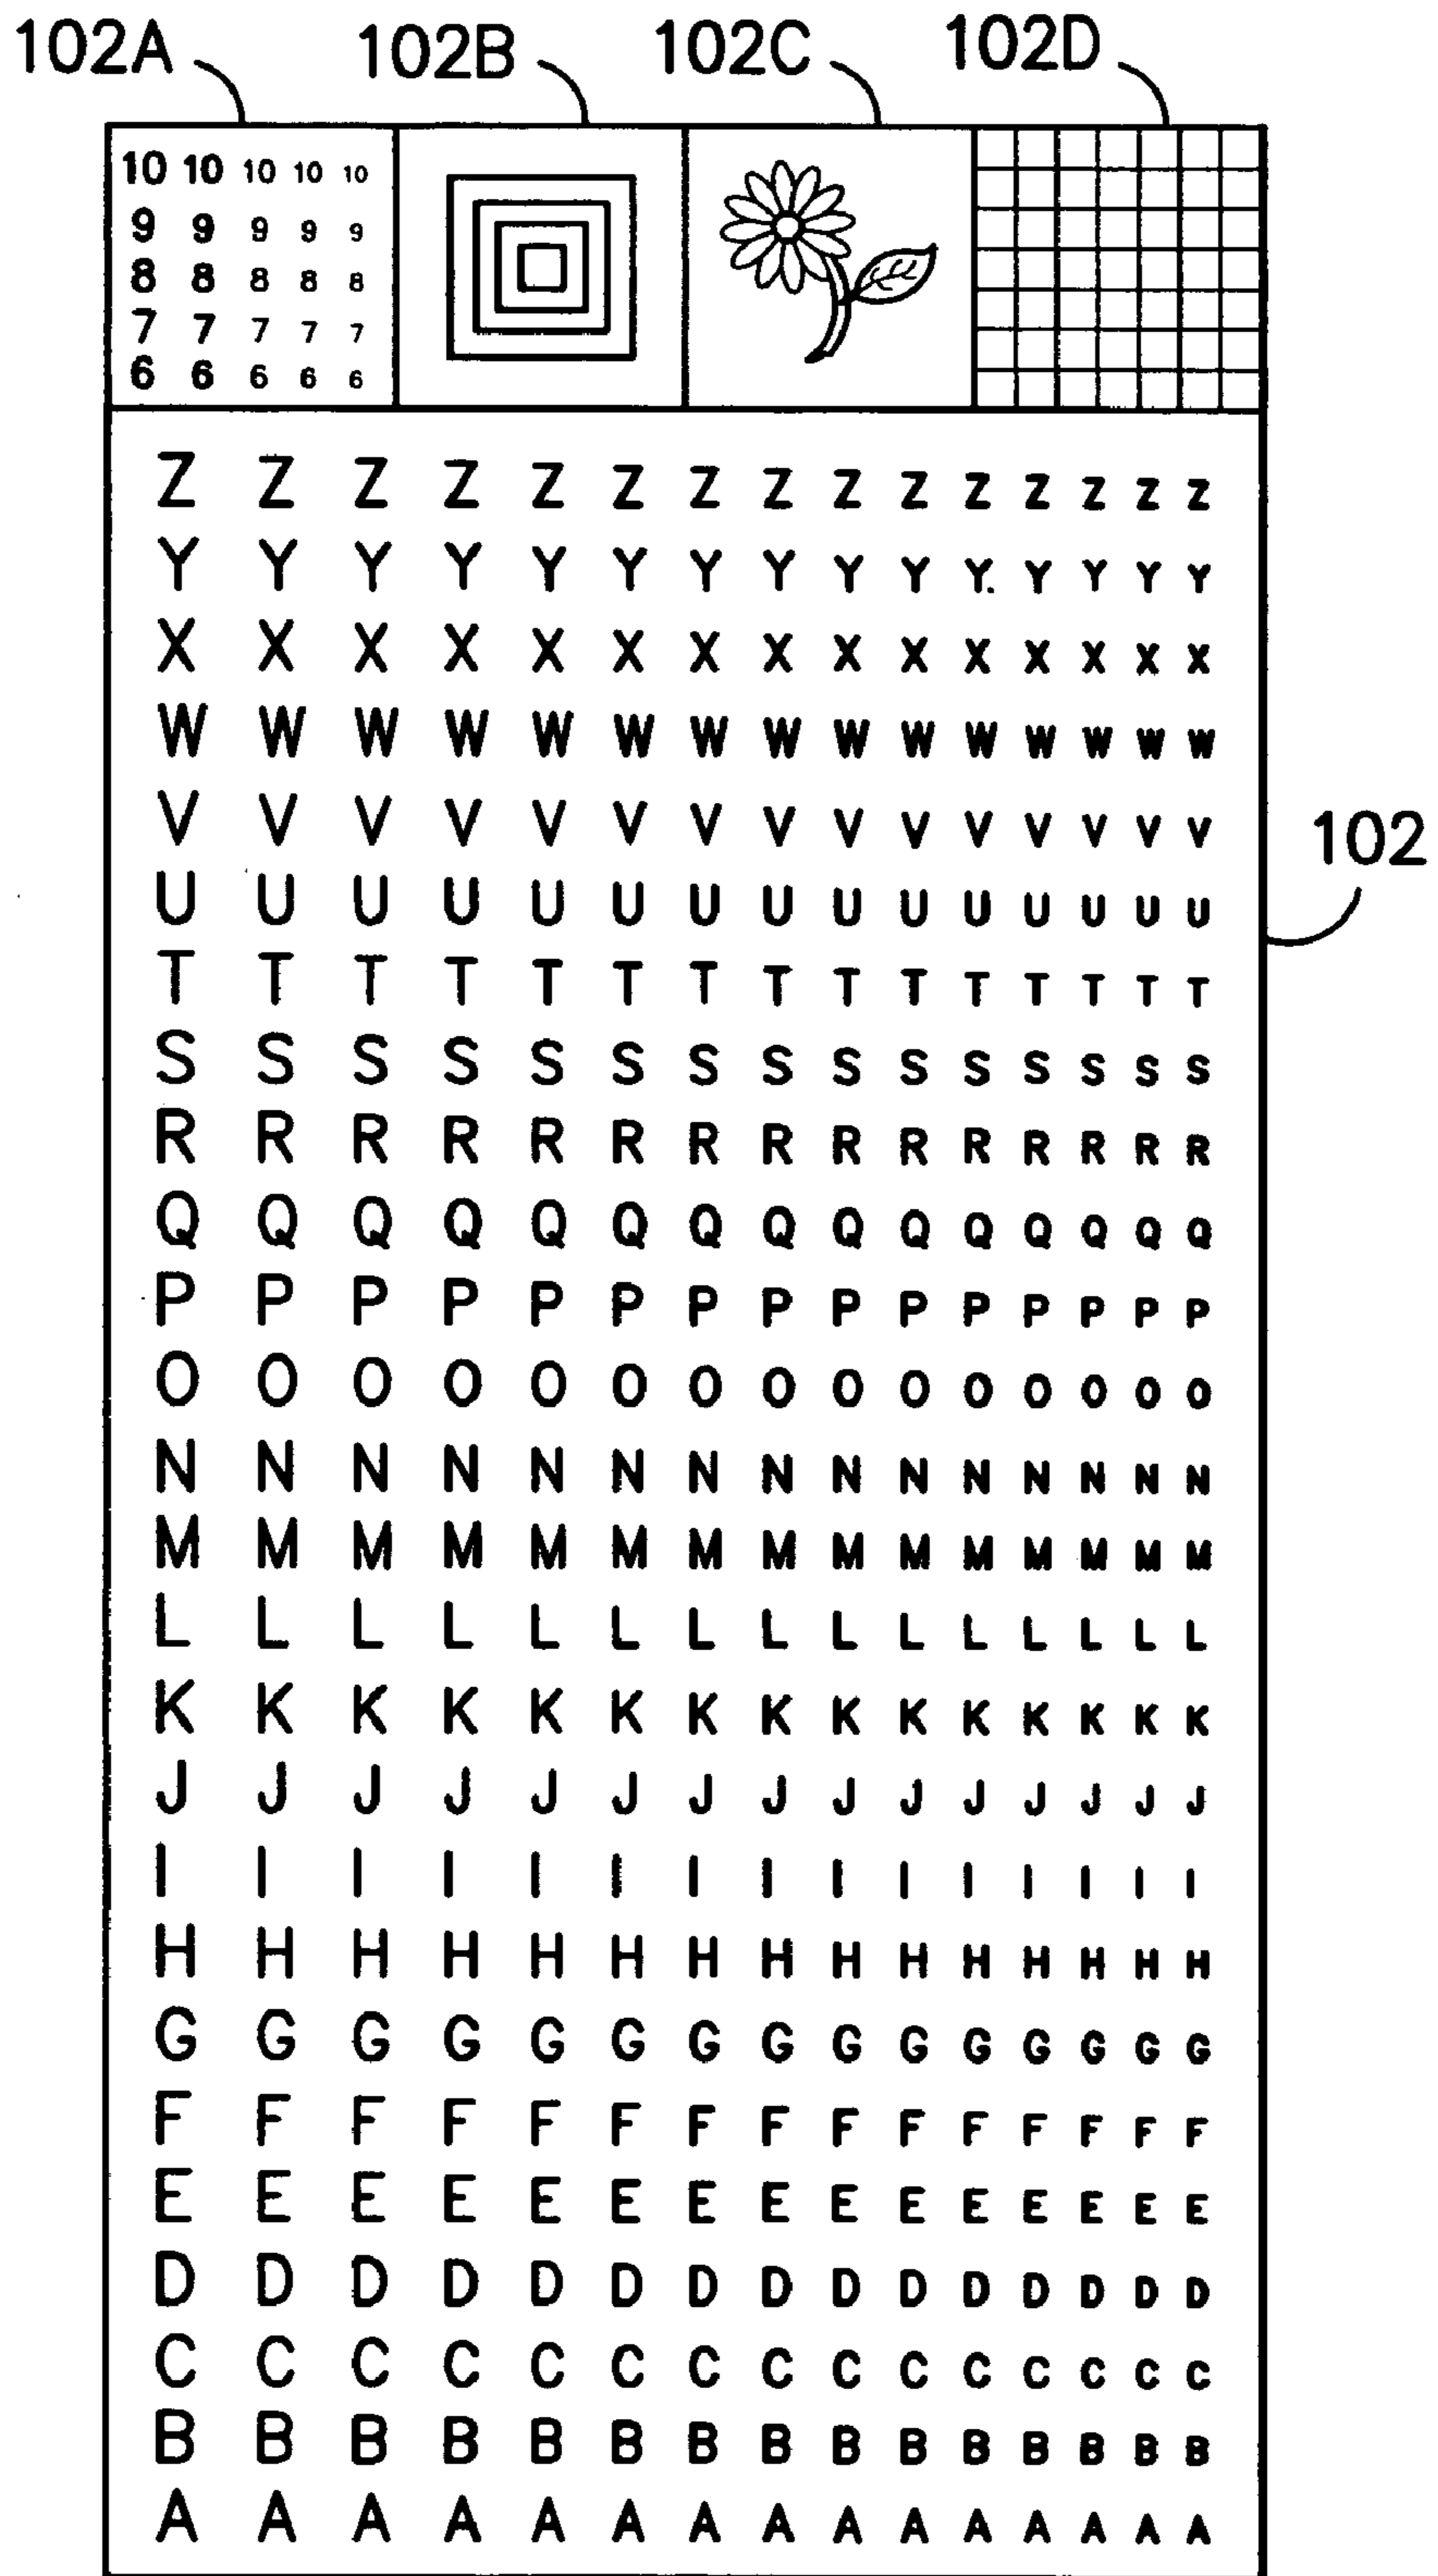 102A 102B 102C 102D
10 10 10 10 10
9 9 9 9 9
8 8 8 8 8
7 7 7 7 7
6 6 6 6 6
Z Z Z Z Z Z Z Z Z Z Z Z Z Z Z
Y Y Y Y Y Y Y Y Y Y Y. Y Y Y Y
X X X X X X X X X X X X X X X
W W W W W W W W W W W W W W W
V V V V V V V V V V V V V V V
102
U U U U U U U U U U U U U U U
T T T T T T T T T T T T T T T
S S S S S S S S S S S S S S S
R R R R R R R R R R R R R R R
Q Q Q Q Q Q Q Q Q Q Q Q Q Q Q
P P P P P P P P P P P P P P P
O O O O O O O O O O O O O O O
N N N N N N N N N N N N N N N
M M M M M M M M M M M M M M M
L L L L L L L L L L L L L L L
K K K K K K K K K K K K K K K
J J J J J J J J J J J J J J J
I I I I I I I I I I I I I I I
H H H H H H H H H H H H H H H
G G G G G G G G G G G G G G G
F F F F F F F F F F F F F F F
E E E E E E E E E E E E E E E
D D D D D D D D D D D D D D D
C C C C C C C C C C C C C C C
B B B B B B B B B B B B B B B
A A A A A A A A A A A A A A A